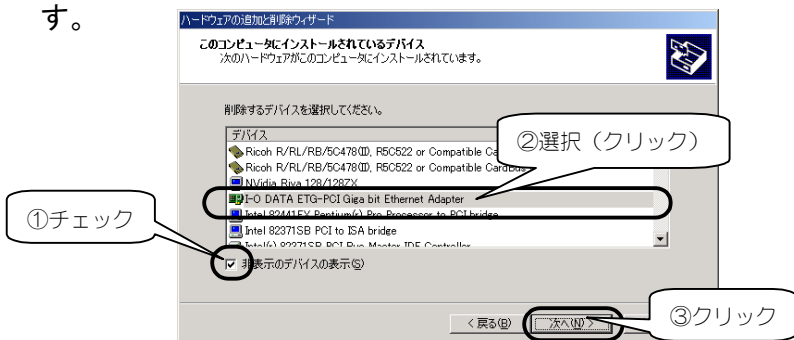 す。
ハードウェアの追加と削除ウィザード
このコンピュータにインストールされているデバイス
次のハードウェアがこのコンピュータにインストールされています。
削除するデバイスを選択してください。
デバイス
②選択（クリック）
Ricoh R/RL/RB/5C478(II), R5C522 or Compatible Ca
Ricoh R/RL/RB/5C478(II), R5C522 or Compatible CardBus
NVidia Riva 128/128ZX
I-O DATA ETG-PCI Giga bit Ethernet Adapter
①チェック
Intel 82441FX Pentium(r) Pro Processor to PCI bridge
Intel 82371SB PCI to ISA bridge
Intel(r) 82371SB PCI Bus Master IDE Controller
非表示のデバイスの表示(S)
< 戻る(B)
次へ(N) >
③クリック